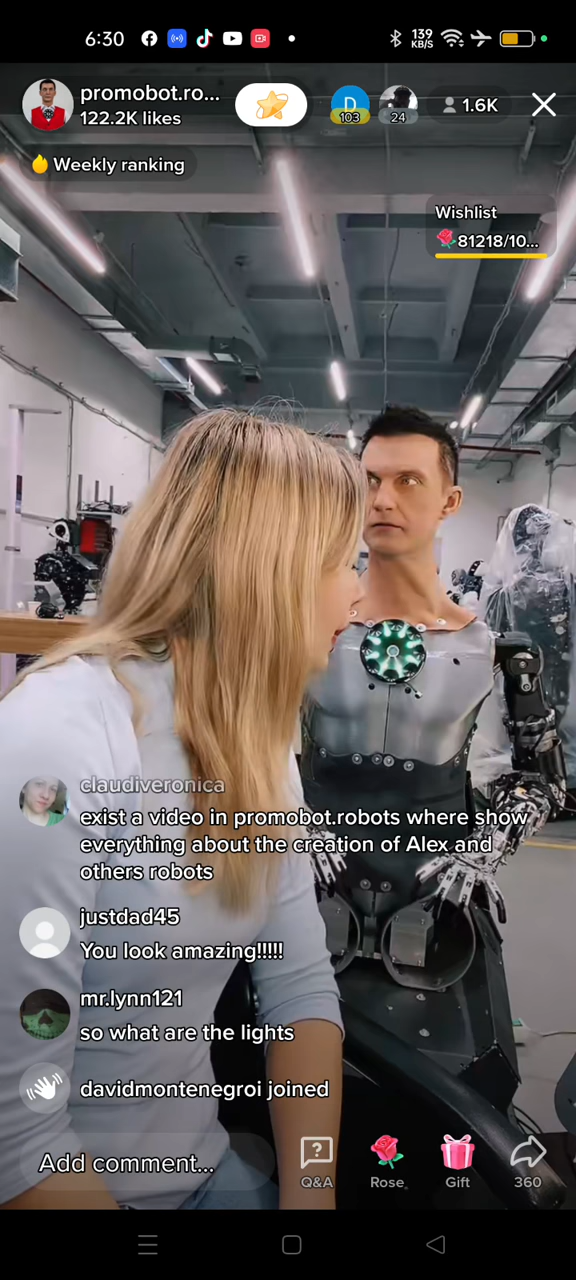 6:30
139
KB/S
promobot.ro...
122.2K likes
D
103
24
1.6K
Weekly ranking
Wishlist
81218/10...
claudiveronica
exist a video in promobot.robots where show
everything about the creation of Alex and
others robots
justdad45
You look amazing!!!!!
mr.lynn121
so what are the lights
davidmontenegroi joined
Add comment...
Q&A
Rose
Gift
360